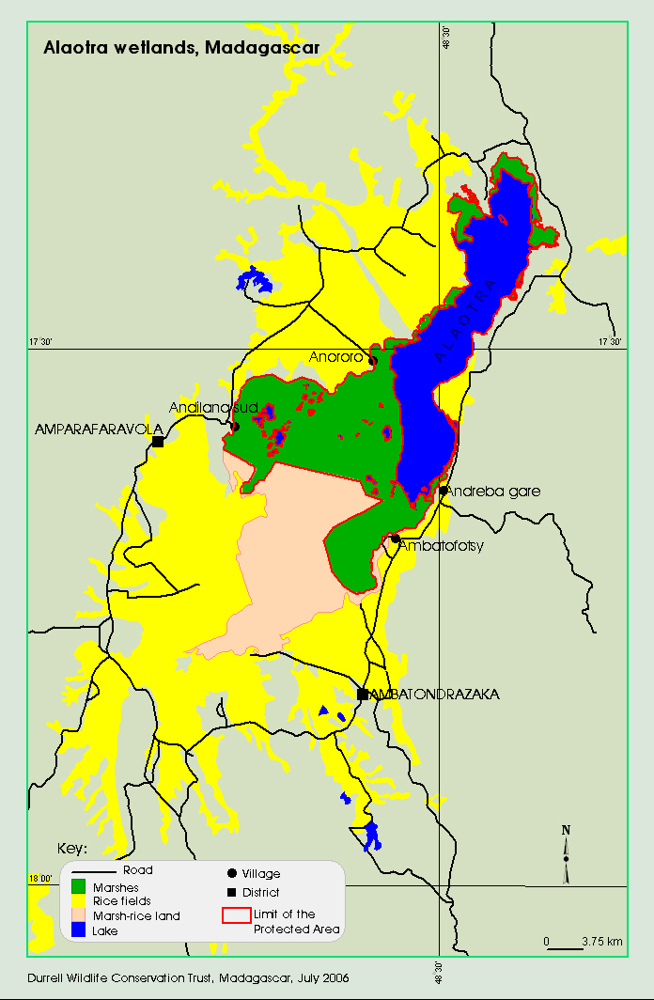 Alaotra wetlands, Madagascar
48°30'
ALAOTRA
17°30'
17°30'
Anororo
Andilana sud
AMPARAFARAVOLA
Andreba gare
Ambatofotsy
AMBATONDRAZAKA
N
Key:
Road
Marshes
Rice fields
Marsh-rice land
Lake
Village
District
Limit of the
Protected Area
18°00'
0 3.75 km
48°30'
Durrell Wildlife Conservation Trust, Madagascar, July 2006